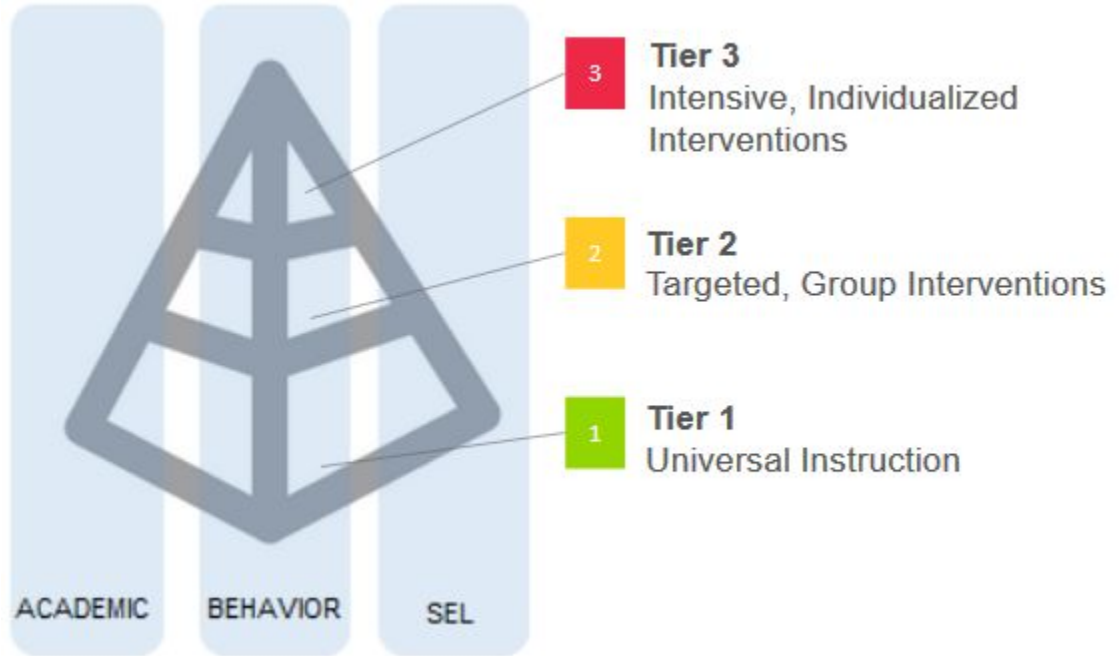 3
Tier 3
Intensive, Individualized
Interventions
2
Tier 2
Targeted, Group Interventions
1
Tier 1
Universal Instruction
ACADEMIC
BEHAVIOR
SEL